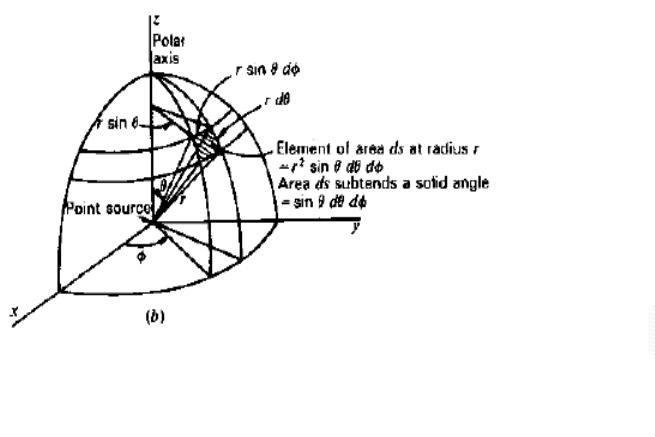 z
Polar
axis
r sin θ dϕ
r dθ
r sin θ
Element of area ds at radius r
= r² sin θ dθ dϕ
Area ds subtends a solid angle
= sin θ dθ dϕ
θ
r
Point source
y
ϕ
x
(b)